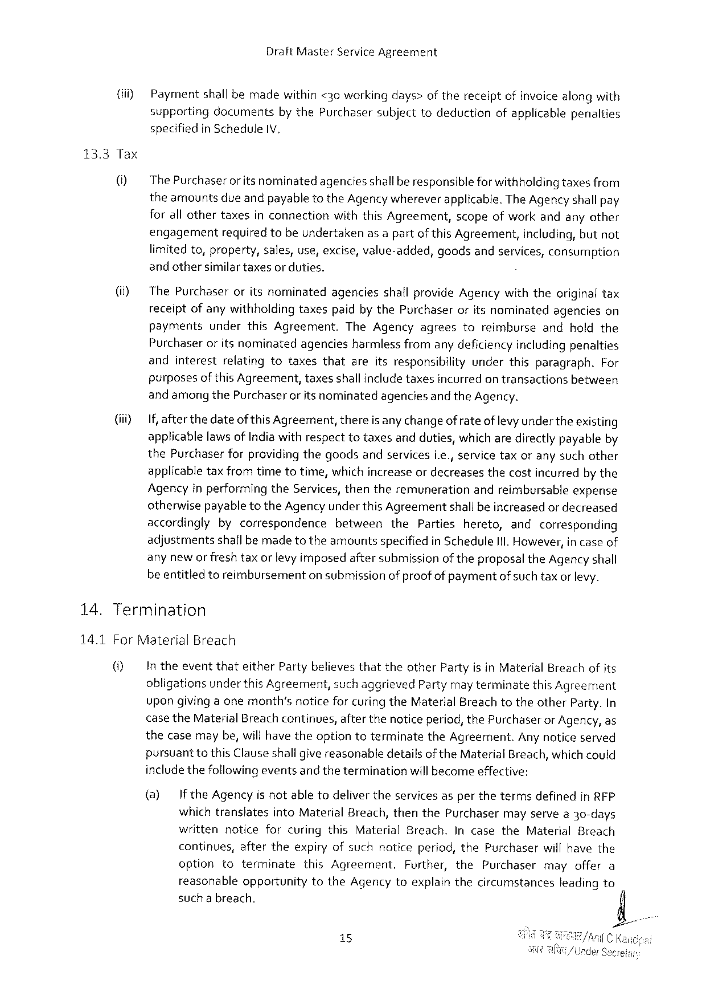 Draft Master Service Agreement
(iii) Payment shall be made within <30 working days> of the receipt of invoice along with
supporting documents by the Purchaser subject to deduction of applicable penalties
specified in Schedule IV.
13.3 Tax
(i) The Purchaser or its nominated agencies shall be responsible for withholding taxes from
the amounts due and payable to the Agency wherever applicable. The Agency shall pay
for all other taxes in connection with this Agreement, scope of work and any other
engagement required to be undertaken as a part of this Agreement, including, but not
limited to, property, sales, use, excise, value-added, goods and services, consumption
and other similar taxes or duties.
(ii) The Purchaser or its nominated agencies shall provide Agency with the original tax
receipt of any withholding taxes paid by the Purchaser or its nominated agencies on
payments under this Agreement. The Agency agrees to reimburse and hold the
Purchaser or its nominated agencies harmless from any deficiency including penalties
and interest relating to taxes that are its responsibility under this paragraph. For
purposes of this Agreement, taxes shall include taxes incurred on transactions between
and among the Purchaser or its nominated agencies and the Agency.
(iii) If, after the date of this Agreement, there is any change of rate of levy under the existing
applicable laws of India with respect to taxes and duties, which are directly payable by
the Purchaser for providing the goods and services i.e., service tax or any such other
applicable tax from time to time, which increase or decreases the cost incurred by the
Agency in performing the Services, then the remuneration and reimbursable expense
otherwise payable to the Agency under this Agreement shall be increased or decreased
accordingly by correspondence between the Parties hereto, and corresponding
adjustments shall be made to the amounts specified in Schedule III. However, in case of
any new or fresh tax or levy imposed after submission of the proposal the Agency shall
be entitled to reimbursement on submission of proof of payment of such tax or levy.
14. Termination
14.1 For Material Breach
(i) In the event that either Party believes that the other Party is in Material Breach of its
obligations under this Agreement, such aggrieved Party may terminate this Agreement
upon giving a one month's notice for curing the Material Breach to the other Party. In
case the Material Breach continues, after the notice period, the Purchaser or Agency, as
the case may be, will have the option to terminate the Agreement. Any notice served
pursuant to this Clause shall give reasonable details of the Material Breach, which could
include the following events and the termination will become effective:
(a) If the Agency is not able to deliver the services as per the terms defined in RFP
which translates into Material Breach, then the Purchaser may serve a 30-days
written notice for curing this Material Breach. In case the Material Breach
continues, after the expiry of such notice period, the Purchaser will have the
option to terminate this Agreement. Further, the Purchaser may offer a
reasonable opportunity to the Agency to explain the circumstances leading to
such a breach.
15
/Anil C Kandpal
अवर सचिव/Under Secretary